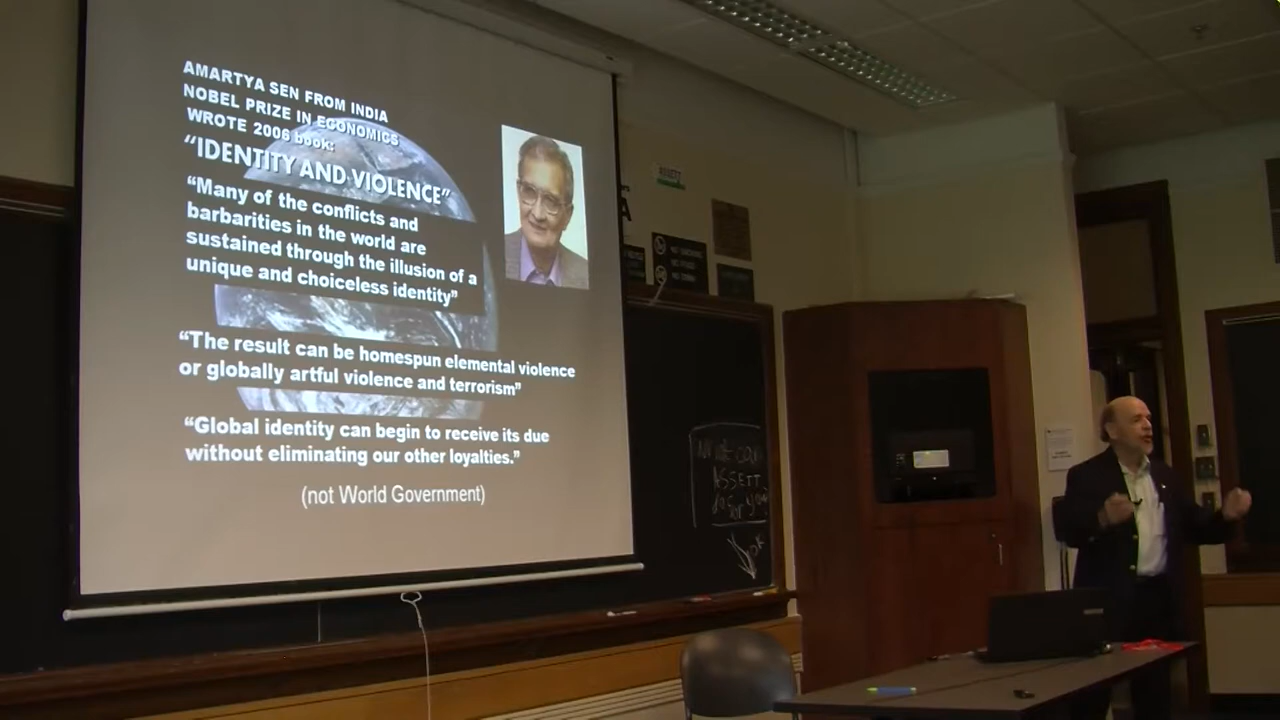 AMARTYA SEN FROM INDIA
NOBEL PRIZE IN ECONOMICS
WROTE 2006 book:
“IDENTITY AND VIOLENCE”
“Many of the conflicts and
barbarities in the world are
sustained through the illusion of a
unique and choiceless identity”
“The result can be homespun elemental violence
or globally artful violence and terrorism”
“Global identity can begin to receive its due
without eliminating our other loyalties.”
(not World Government)
ASSETT
OK